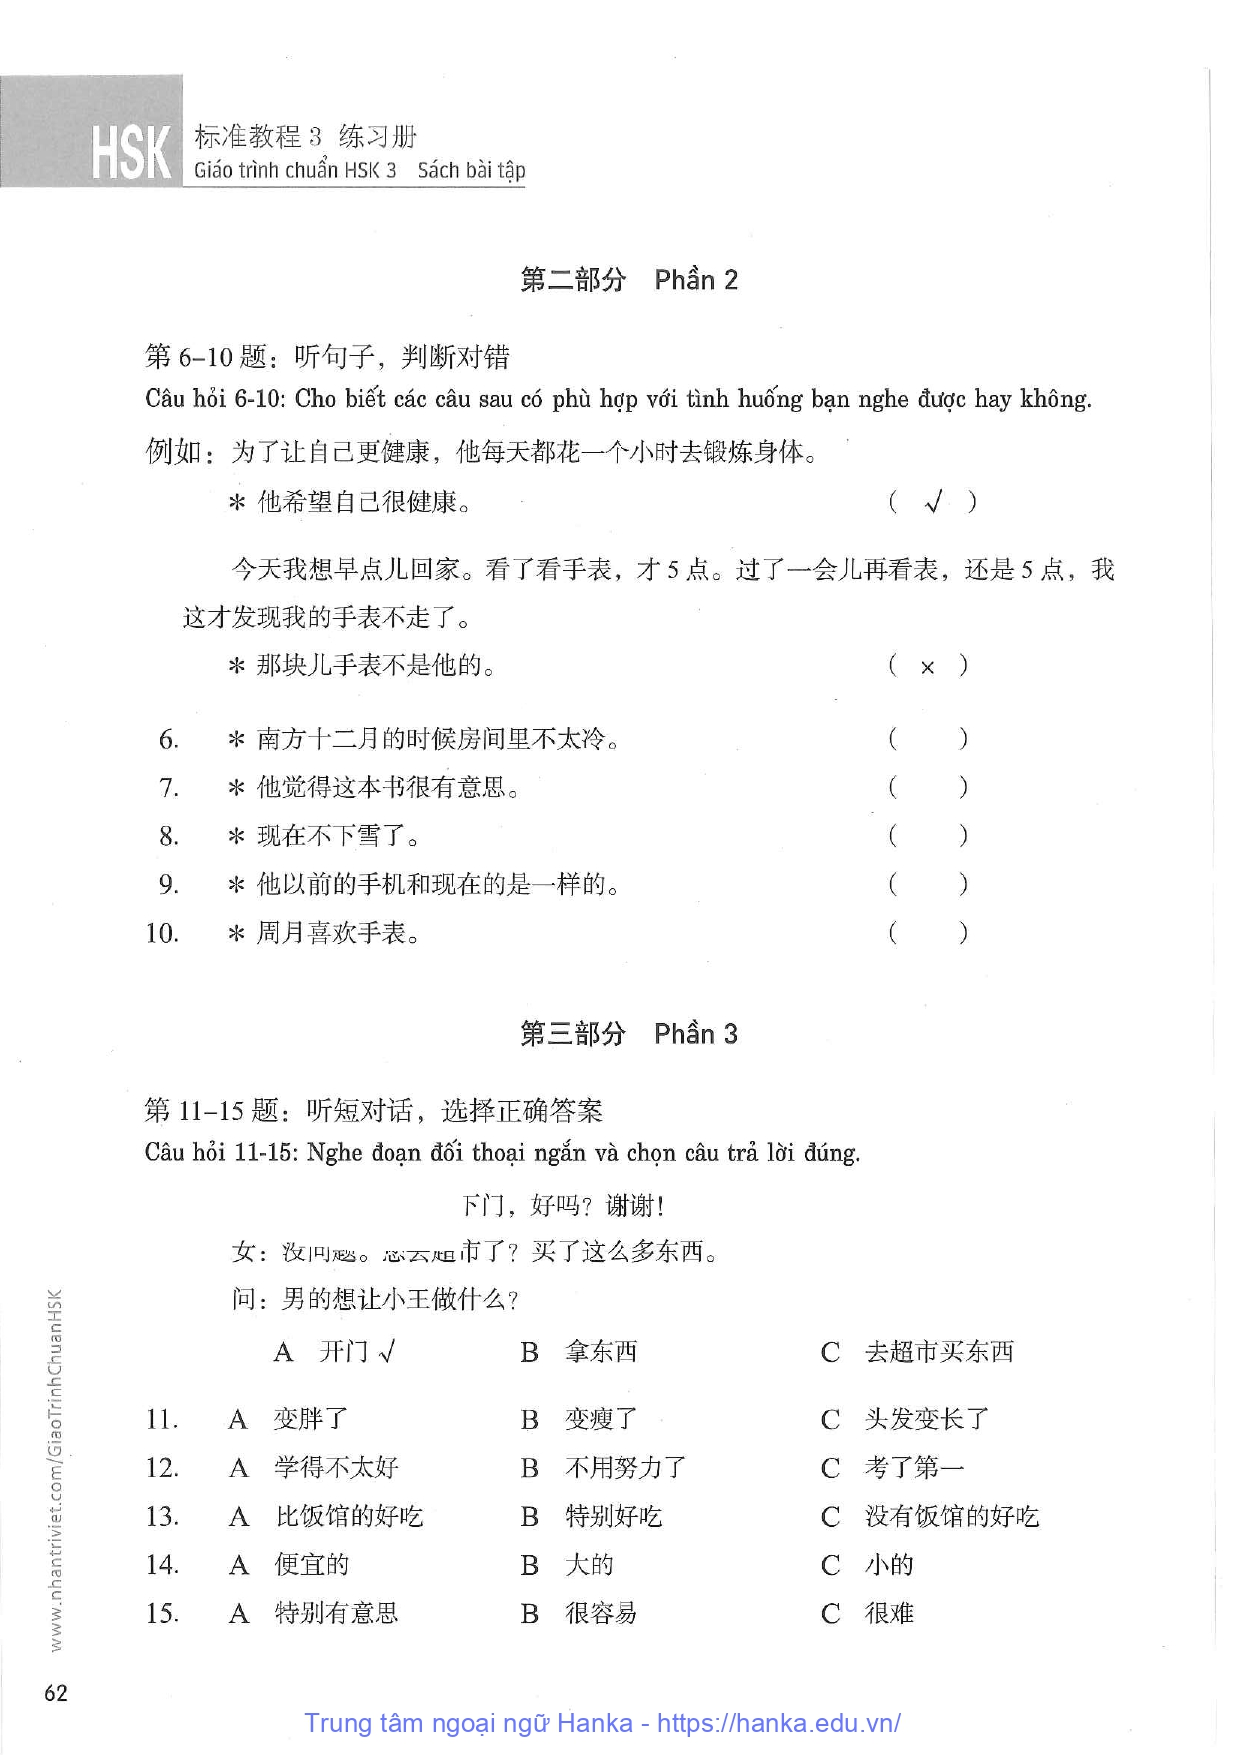 HSK 标准教程 3 练习册
Giáo trình chuẩn HSK 3 Sách bài tập
第二部分 Phần 2
第 6–10 题：听句子，判断对错
Câu hỏi 6-10: Cho biết các câu sau có phù hợp với tình huống bạn nghe được hay không.
例如：为了让自己更健康，他每天都花一个小时去锻炼身体。
＊ 他希望自己很健康。 （ √ ）
今天我想早点儿回家。看了看手表，才 5 点。过了一会儿再看表，还是 5 点，我
这才发现我的手表不走了。
＊ 那块儿手表不是他的。 （ × ）
6. ＊ 南方十二月的时候房间里不太冷。 （ ）
7. ＊ 他觉得这本书很有意思。 （ ）
8. ＊ 现在不下雪了。 （ ）
9. ＊ 他以前的手机和现在的是一样的。 （ ）
10. ＊ 周月喜欢手表。 （ ）
第三部分 Phần 3
第 11–15 题：听短对话，选择正确答案
Câu hỏi 11-15: Nghe đoạn đối thoại ngắn và chọn câu trả lời đúng.
下门，好吗？谢谢！
女：市了？买了这么多东西。
问：男的想让小王做什么？
A 开门 √ B 拿东西 C 去超市买东西
11. A 变胖了 B 变瘦了 C 头发变长了
12. A 学得不太好 B 不用努力了 C 考了第一
13. A 比饭馆的好吃 B 特别好吃 C 没有饭馆的好吃
14. A 便宜的 B 大的 C 小的
15. A 特别有意思 B 很容易 C 很难
www.nhantriviet.com/GiaoTrinhChuanHSK
62
Trung tâm ngoại ngữ Hanka - https://hanka.edu.vn/